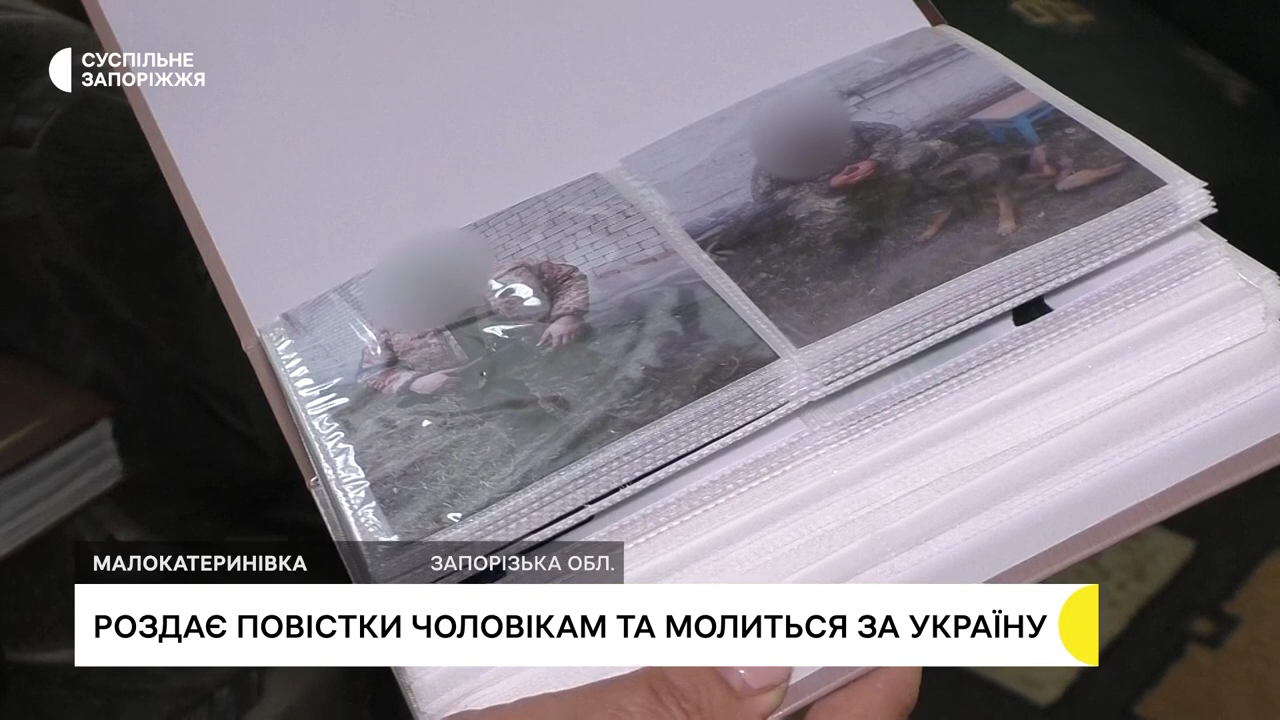 СУСПІЛЬНЕ
ЗАПОРІЖЖЯ
МАЛОКАТЕРИНІВКА ЗАПОРІЗЬКА ОБЛ.
РОЗДАЄ ПОВІСТКИ ЧОЛОВІКАМ ТА МОЛИТЬСЯ ЗА УКРАЇНУ